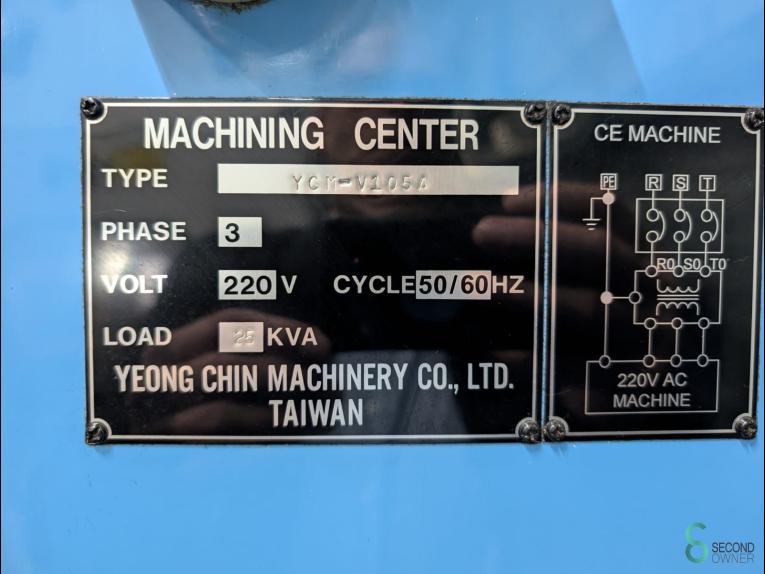 MACHINING CENTER
TYPE YCM-V105A
PHASE 3
VOLT 220 V CYCLE 50/60 HZ
LOAD 25 KVA
YEONG CHIN MACHINERY CO., LTD.
TAIWAN
CE MACHINE
PE R S T
R0 S0 T0
220V AC
MACHINE
SECOND
OWNER